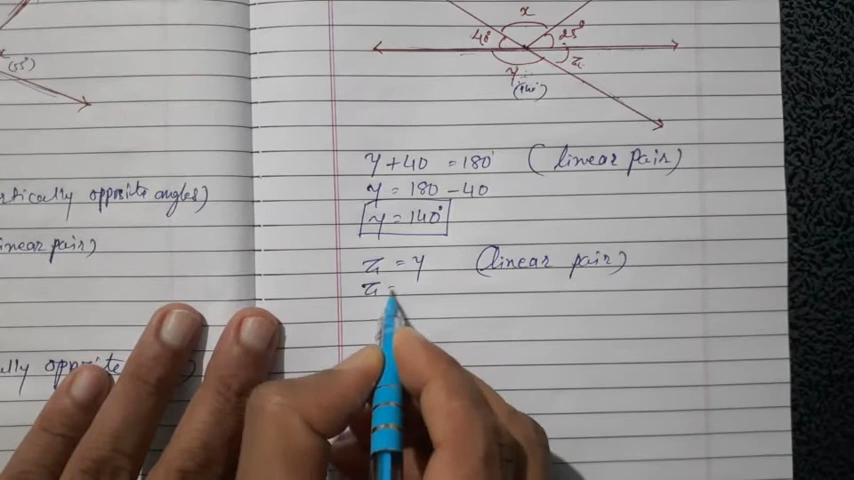 x
40
25°
z
y
(140°)
(55°)
y + 40 = 180° (linear pair)
y = 180 - 40
y = 140°
z = y (linear pair)
z =
rtically opposite angles)
inear pair)
ally opposite